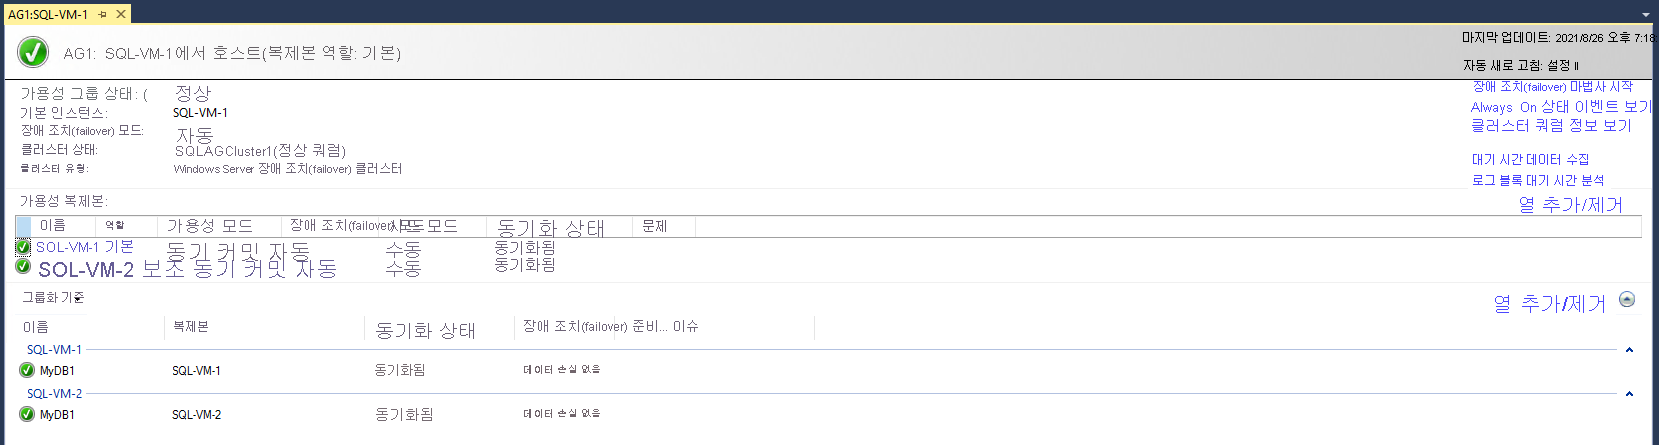 AG1:SQL-VM-1
AG1: SQL-VM-1에서 호스트(복제본 역할: 기본)
마지막 업데이트: 2021/8/26 오후 7:18:
자동 새로 고침: 설정 II
가용성 그룹 상태: ( 정상
기본 인스턴스: SQL-VM-1
장애 조치(failover) 모드: 자동
클러스터 상태: SQLAGCluster1(정상 쿼럼)
클러스터 유형: Windows Server 장애 조치(failover) 클러스터
장애 조치(failover) 마법사 시작
Always On 상태 이벤트 보기
클러스터 쿼럼 정보 보기
대기 시간 데이터 수집
로그 블록 대기 시간 분석
가용성 복제본:
열 추가/제거
이름 역할 가용성 모드 장애 조치(failover) 모드 모드 동기화 상태 문제
SOL-VM-1 기본 동기 커밋 자동 수동 동기화됨
SOL-VM-2 보조 동기 커밋 자동 수동 동기화됨
그룹화 기준
열 추가/제거
이름 복제본 동기화 상태 장애 조치(failover) 준비... 이슈
SQL-VM-1
MyDB1 SQL-VM-1 동기화됨 데이터 손실 없음
SQL-VM-2
MyDB1 SQL-VM-2 동기화됨 데이터 손실 없음